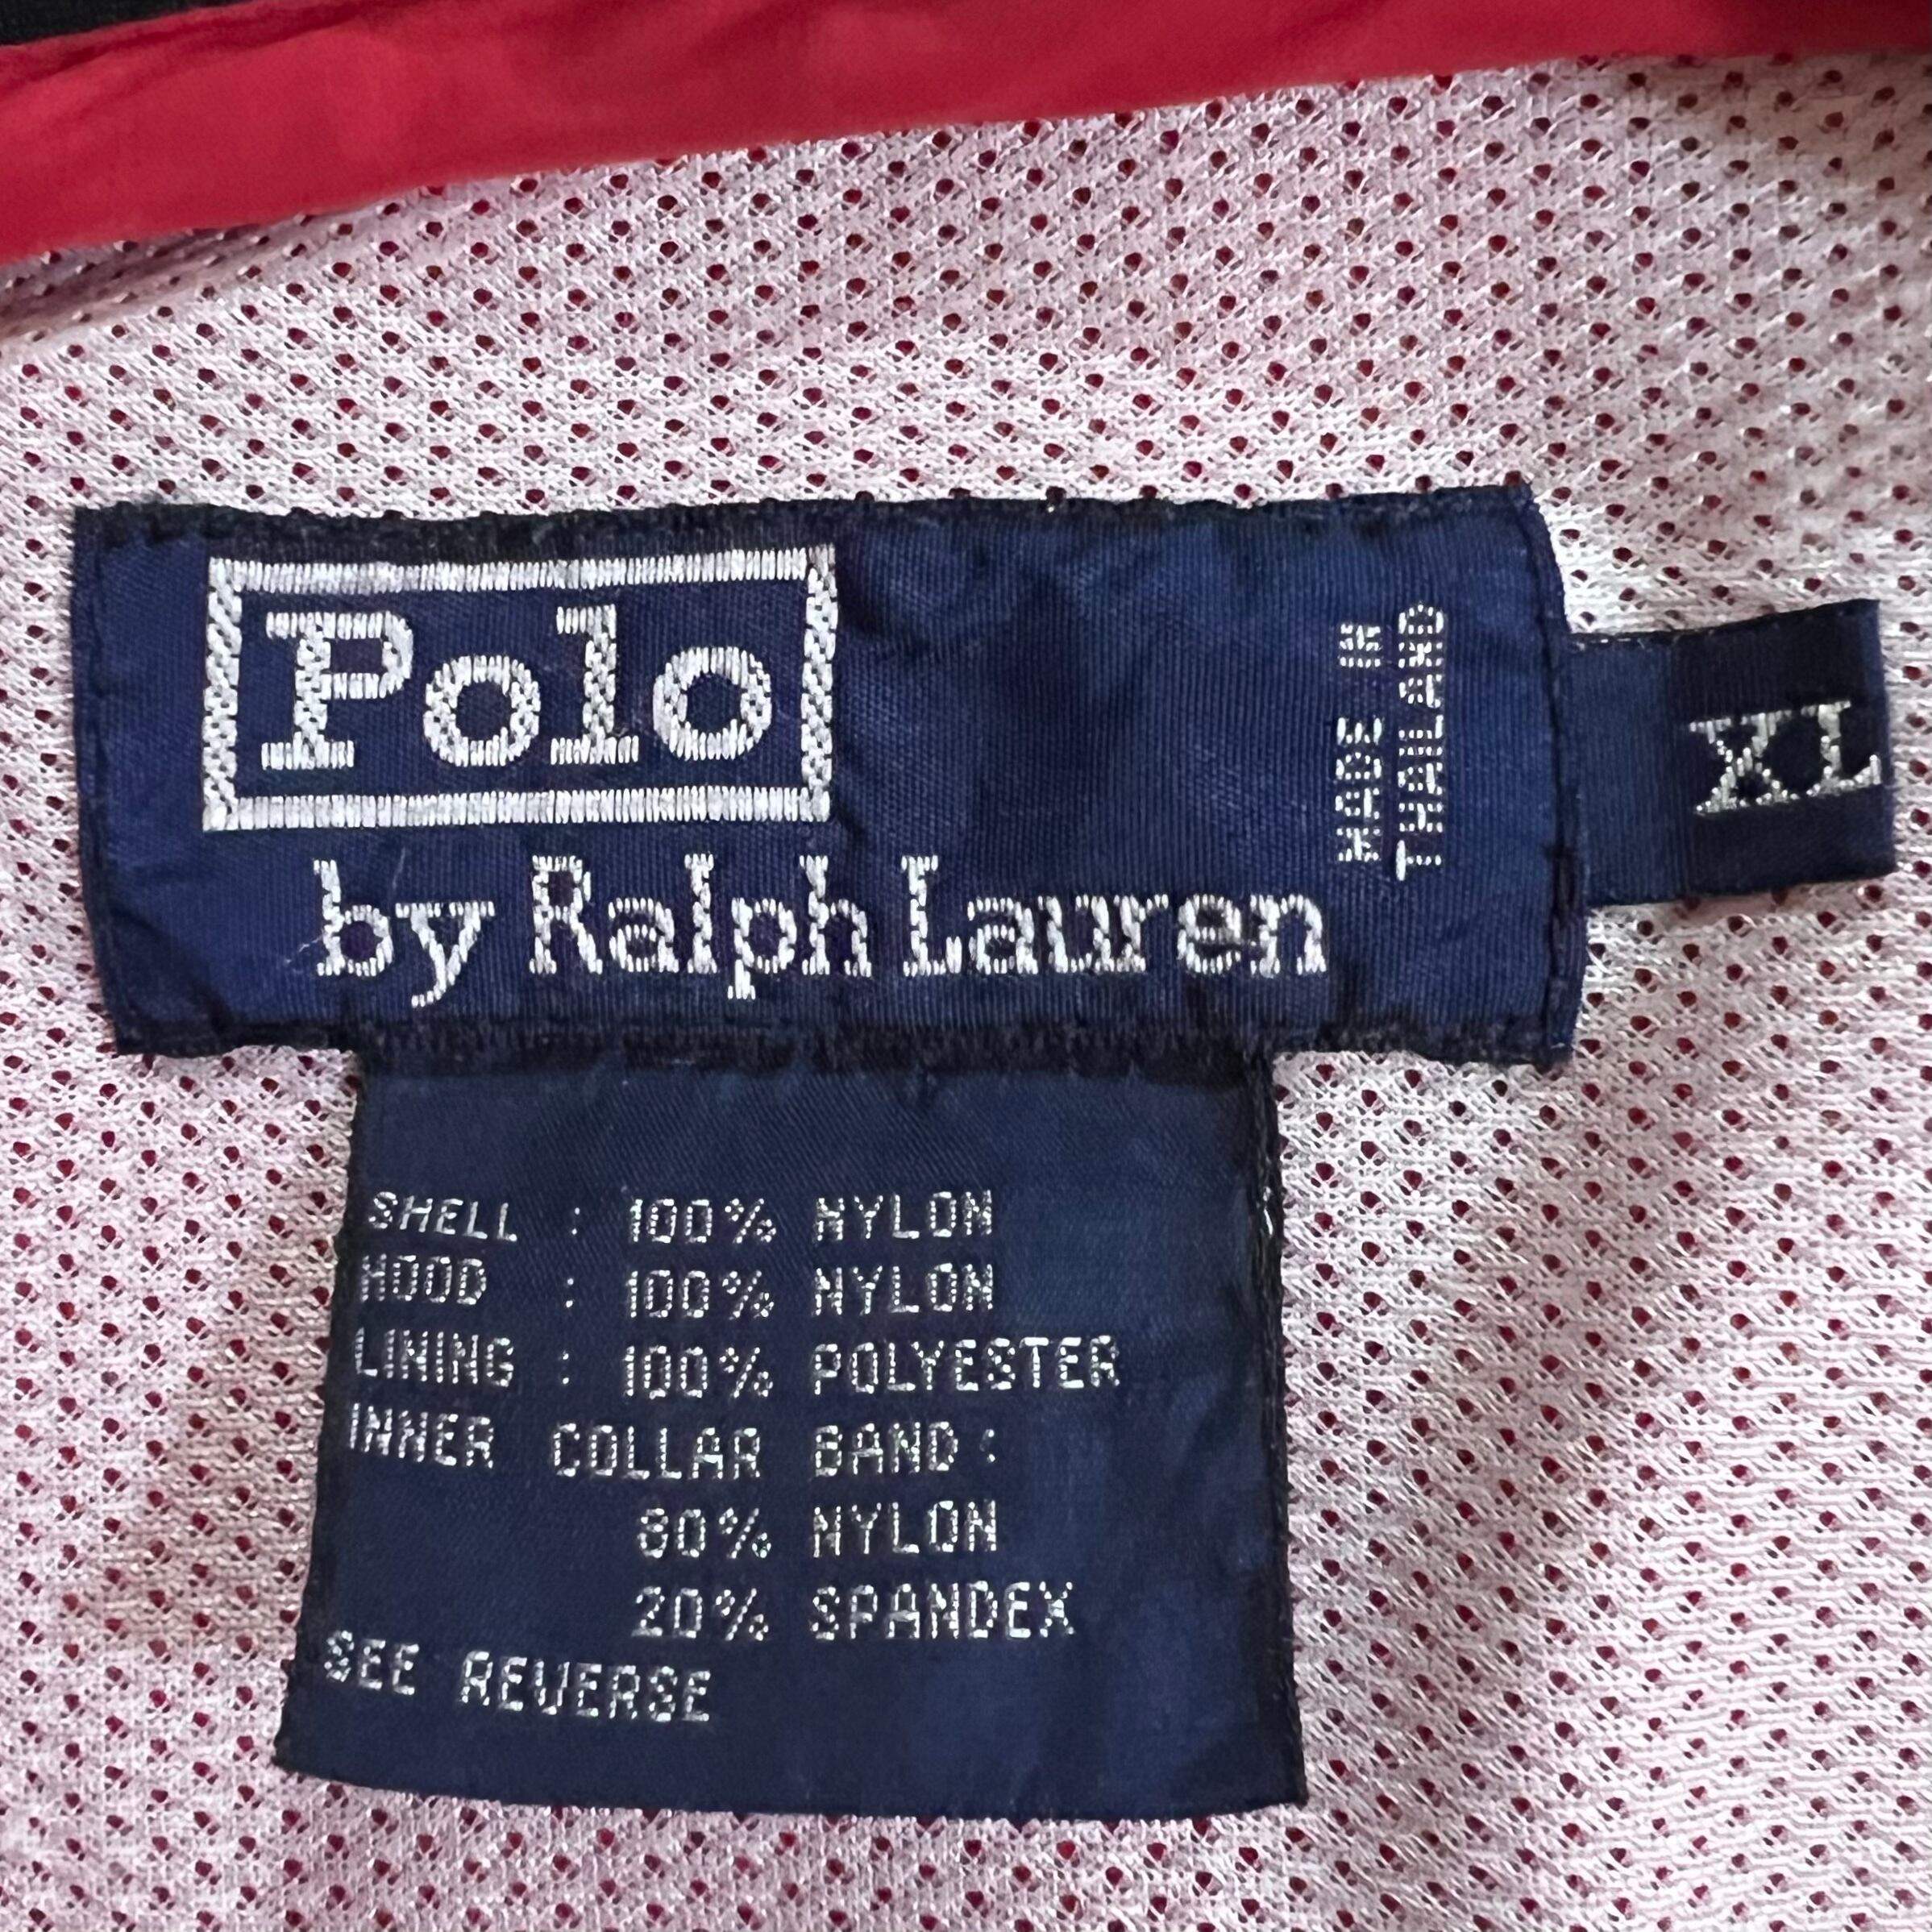 Polo
by Ralph Lauren
MADE IN
THAILAND
XL
SHELL : 100% NYLON
HOOD : 100% NYLON
LINING : 100% POLYESTER
INNER COLLAR BAND:
80% NYLON
20% SPANDEX
SEE REVERSE